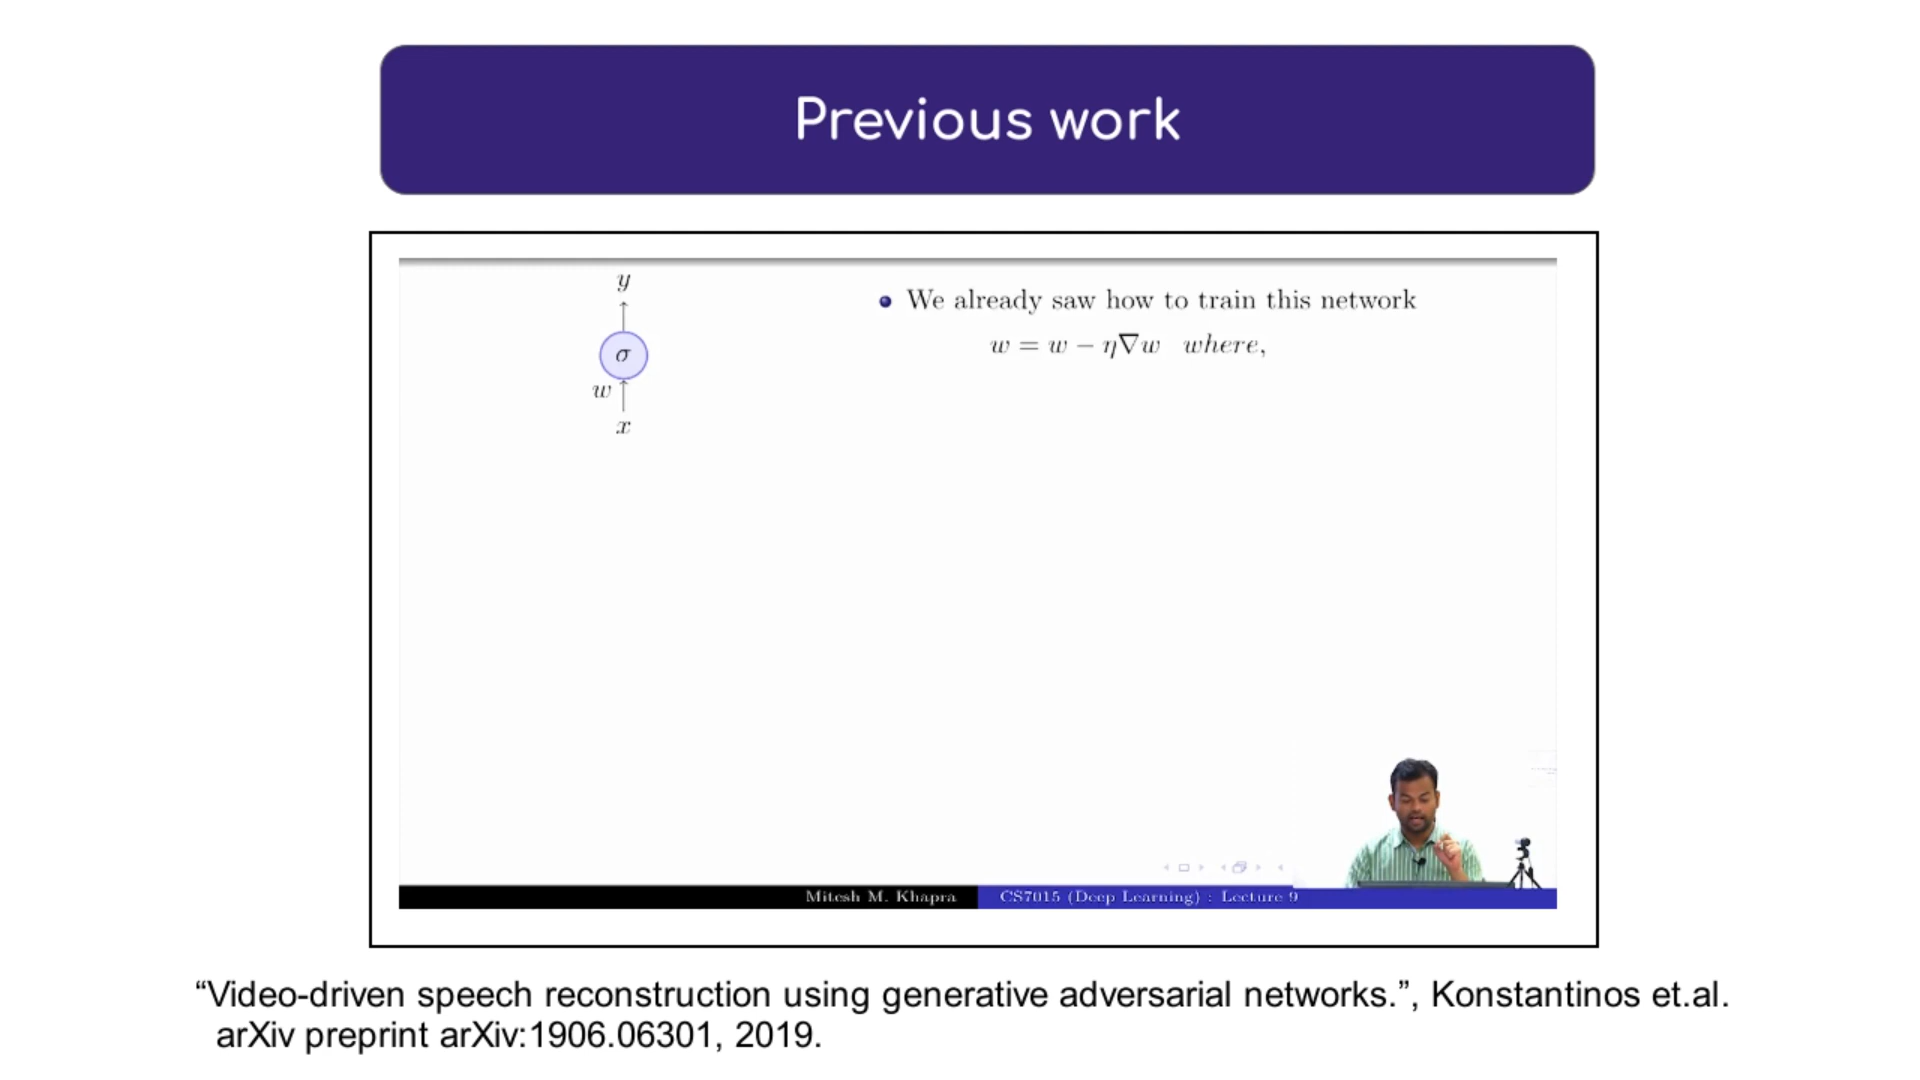 Previous work
y
σ
w
x
We already saw how to train this network
w = w − η∇w where,
Mitesh M. Khapra CS7015 (Deep Learning) : Lecture 9
“Video-driven speech reconstruction using generative adversarial networks.”, Konstantinos et.al.
arXiv preprint arXiv:1906.06301, 2019.